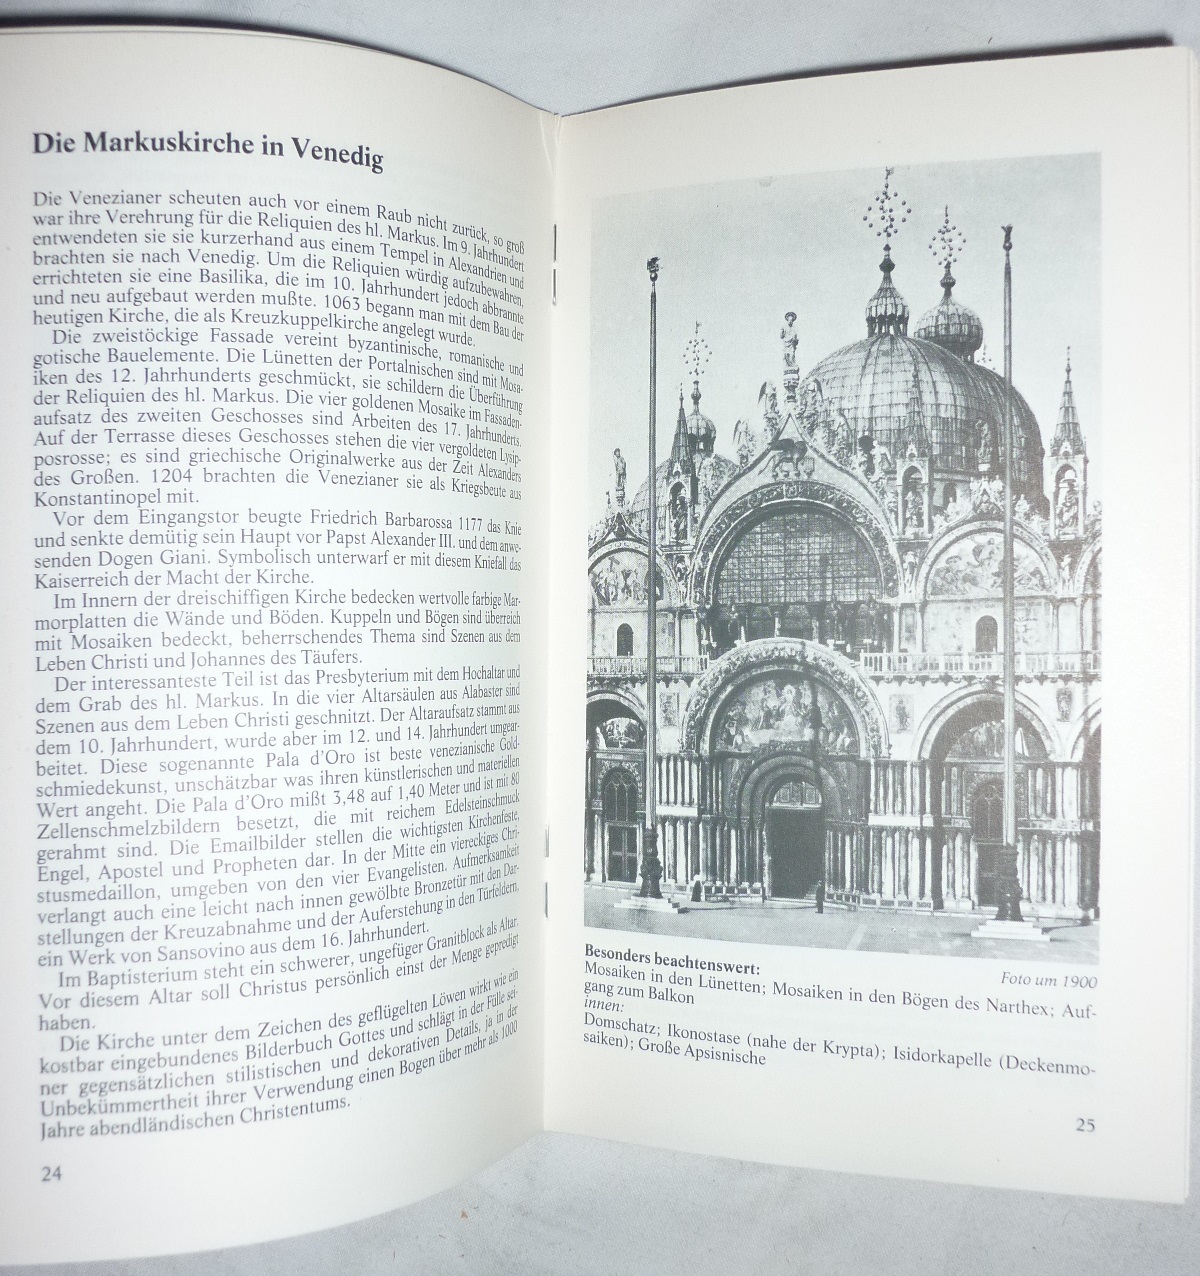 Die Markuskirche in Venedig
Die Venezianer scheuten auch vor einem Raub nicht zurück, so groß
war ihre Verehrung für die Reliquien des hl. Markus. Im 9. Jahrhundert
entwendeten sie sie kurzerhand aus einem Tempel in Alexandrien und
brachten sie nach Venedig. Um die Reliquien würdig aufzubewahren,
errichteten sie eine Basilika, die im 10. Jahrhundert jedoch abbrannte
und neu aufgebaut werden mußte. 1063 begann man mit dem Bau der
heutigen Kirche, die als Kreuzkuppelkirche angelegt wurde.
Die zweistöckige Fassade vereint byzantinische, romanische und
gotische Bauelemente. Die Lünetten der Portalnischen sind mit Mosa-
iken des 12. Jahrhunderts geschmückt, sie schildern die Überführung
der Reliquien des hl. Markus. Die vier goldenen Mosaike im Fassaden-
aufsatz des zweiten Geschosses sind Arbeiten des 17. Jahrhunderts.
Auf der Terrasse dieses Geschosses stehen die vier vergoldeten Lysip-
posrosse; es sind griechische Originalwerke aus der Zeit Alexanders
des Großen. 1204 brachten die Venezianer sie als Kriegsbeute aus
Konstantinopel mit.
Vor dem Eingangstor beugte Friedrich Barbarossa 1177 das Knie
und senkte demütig sein Haupt vor Papst Alexander III. und dem anwe-
senden Dogen Giani. Symbolisch unterwarf er mit diesem Kniefall das
Kaiserreich der Macht der Kirche.
Im Innern der dreischiffigen Kirche bedecken wertvolle farbige Mar-
morplatten die Wände und Böden. Kuppeln und Bögen sind überreich
mit Mosaiken bedeckt, beherrschendes Thema sind Szenen aus dem
Leben Christi und Johannes des Täufers.
Der interessanteste Teil ist das Presbyterium mit dem Hochaltar und
dem Grab des hl. Markus. In die vier Altarsäulen aus Alabaster sind
Szenen aus dem Leben Christi geschnitzt. Der Altaraufsatz stammt aus
dem 10. Jahrhundert, wurde aber im 12. und 14. Jahrhundert umgear-
beitet. Diese sogenannte Pala d'Oro ist beste venezianische Gold-
schmiedekunst, unschätzbar was ihren künstlerischen und materiellen
Wert angeht. Die Pala d'Oro mißt 3,48 auf 1,40 Meter und ist mit 80
Zellenschmelzbildern besetzt, die mit reichem Edelsteinschmuck
gerahmt sind. Die Emailbilder stellen die wichtigsten Kirchenfeste,
Engel, Apostel und Propheten dar. In der Mitte ein viereckiges Chri-
stusmedaillon, umgeben von den vier Evangelisten. Aufmerksamkeit
verlangt auch eine leicht nach innen gewölbte Bronzetür mit den Dar-
stellungen der Kreuzabnahme und der Auferstehung in den Türfeldern,
ein Werk von Sansovino aus dem 16. Jahrhundert.
Im Baptisterium steht ein schwerer, ungefüger Granitblock als Altar.
Vor diesem Altar soll Christus persönlich einst der Menge gepredigt
haben.
Die Kirche unter dem Zeichen des geflügelten Löwen wirkt wie ein
kostbar eingebundenes Bilderbuch Gottes und schlägt in der Fülle sei-
ner gegensätzlichen stilistischen und dekorativen Details, ja in der
Unbekümmertheit ihrer Verwendung einen Bogen über mehr als 1000
Jahre abendländischen Christentums.
24
Besonders beachtenswert:
Foto um 1900
Mosaiken in den Lünetten; Mosaiken in den Bögen des Narthex; Auf-
gang zum Balkon
innen:
Domschatz; Ikonostase (nahe der Krypta); Isidorkapelle (Deckenmo-
saiken); Große Apsisnische
25